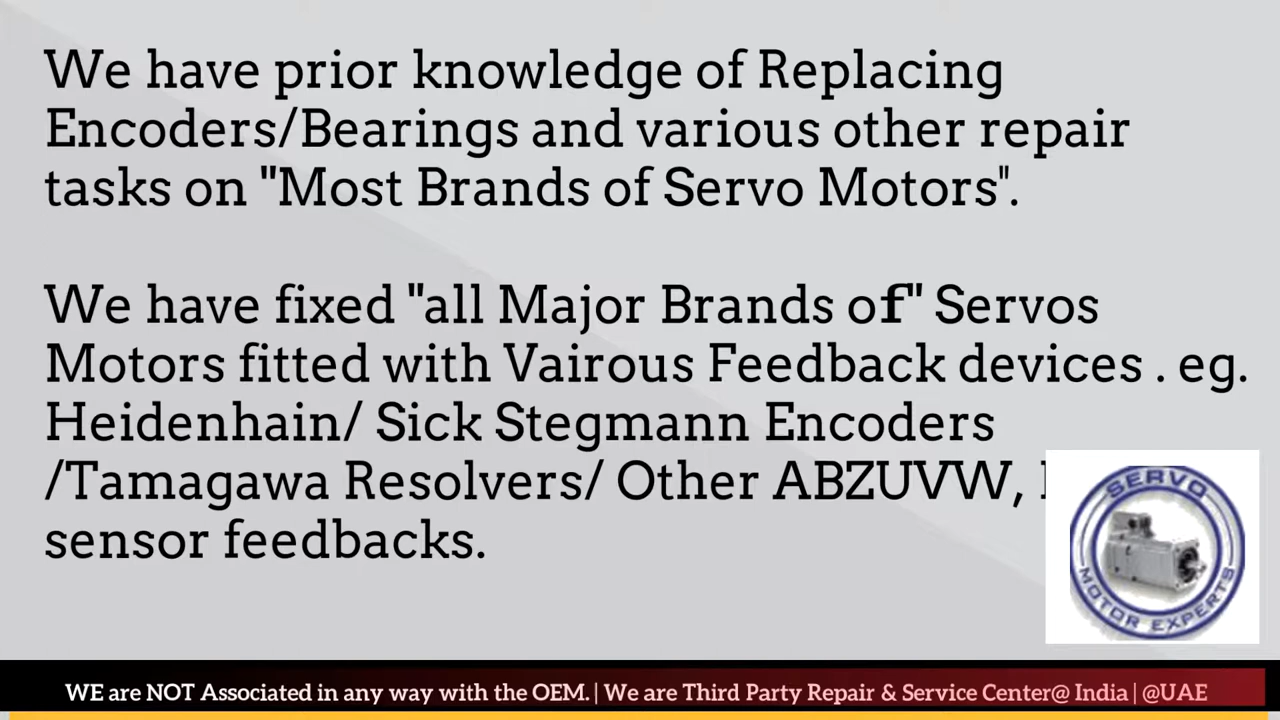 We have prior knowledge of Replacing
Encoders/Bearings and various other repair
tasks on "Most Brands of Servo Motors".
We have fixed "all Major Brands of" Servos
Motors fitted with Vairous Feedback devices . eg.
Heidenhain/ Sick Stegmann Encoders
/Tamagawa Resolvers/ Other ABZUVW,
sensor feedbacks.
SERVO
MOTOR EXPERTS
WE are NOT Associated in any way with the OEM. | We are Third Party Repair & Service Center@ India | @UAE